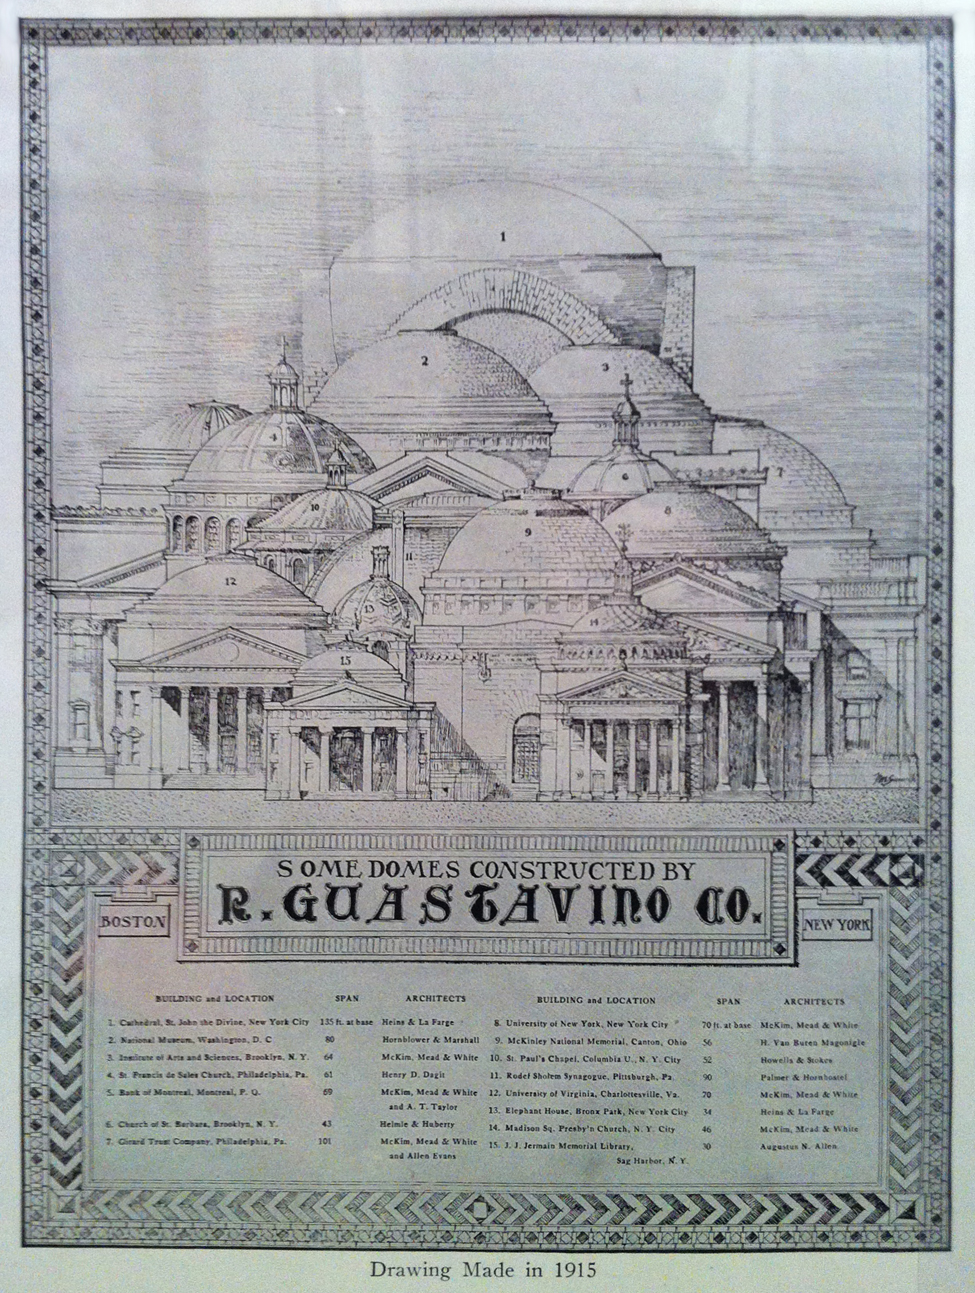 1
2
3
4
6
7
8
9
10
11
12
13
14
15
SOME DOMES CONSTRUCTED BY
R. GUASTAVINO CO.
BOSTON
NEW YORK
BUILDING and LOCATION SPAN ARCHITECTS
1. Cathedral, St. John the Divine, New York City 135 ft. at base Heins & La Farge
2. National Museum, Washington, D. C 80 Hornblower & Marshall
3. Institute of Arts and Sciences, Brooklyn, N. Y. 64 McKim, Mead & White
4. St. Francis de Sales Church, Philadelphia, Pa. 61 Henry D. Dagit
5. Bank of Montreal, Montreal, P. Q. 69 McKim, Mead & White
and A. T. Taylor
6. Church of St. Barbara, Brooklyn, N. Y. 43 Helmle & Huberty
7. Girard Trust Company, Philadelphia, Pa. 101 McKim, Mead & White
and Allen Evans
BUILDING and LOCATION SPAN ARCHITECTS
8. University of New York, New York City 70 ft. at base McKim, Mead & White
9. McKinley National Memorial, Canton, Ohio 56 H. Van Buren Magonigle
10. St. Paul's Chapel, Columbia U., N. Y. City 52 Howells & Stokes
11. Rodef Sholem Synagogue, Pittsburgh, Pa. 90 Palmer & Hornbostel
12. University of Virginia, Charlottesville, Va. 70 McKim, Mead & White
13. Elephant House, Bronx Park, New York City 34 Heins & La Farge
14. Madison Sq. Presby'n Church, N. Y. City 46 McKim, Mead & White
15. J. J. Jermain Memorial Library, 30 Augustus N. Allen
Sag Harbor, N. Y.
Drawing Made in 1915